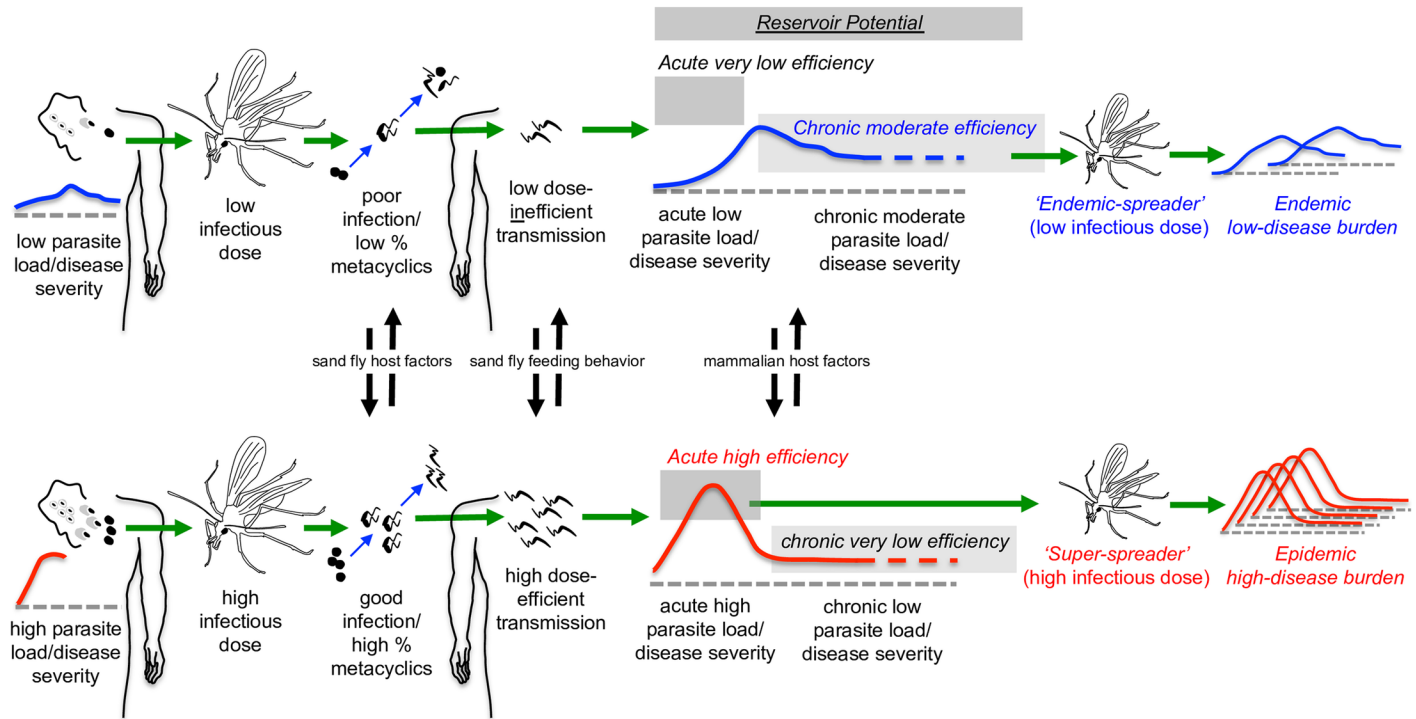 Reservoir Potential
Acute very low efficiency
Chronic moderate efficiency
low parasite
load/disease
severity
low
infectious
dose
poor
infection/
low %
metacyclics
low dose-
inefficient
transmission
acute low
parasite load/
disease severity
chronic moderate
parasite load/
disease severity
‘Endemic-spreader’
(low infectious dose)
Endemic
low-disease burden
sand fly host factors
sand fly feeding behavior
mammalian host factors
Acute high efficiency
chronic very low efficiency
high parasite
load/disease
severity
high
infectious
dose
good
infection/
high %
metacyclics
high dose-
efficient
transmission
acute high
parasite load/
disease severity
chronic low
parasite load/
disease severity
‘Super-spreader’
(high infectious dose)
Epidemic
high-disease burden